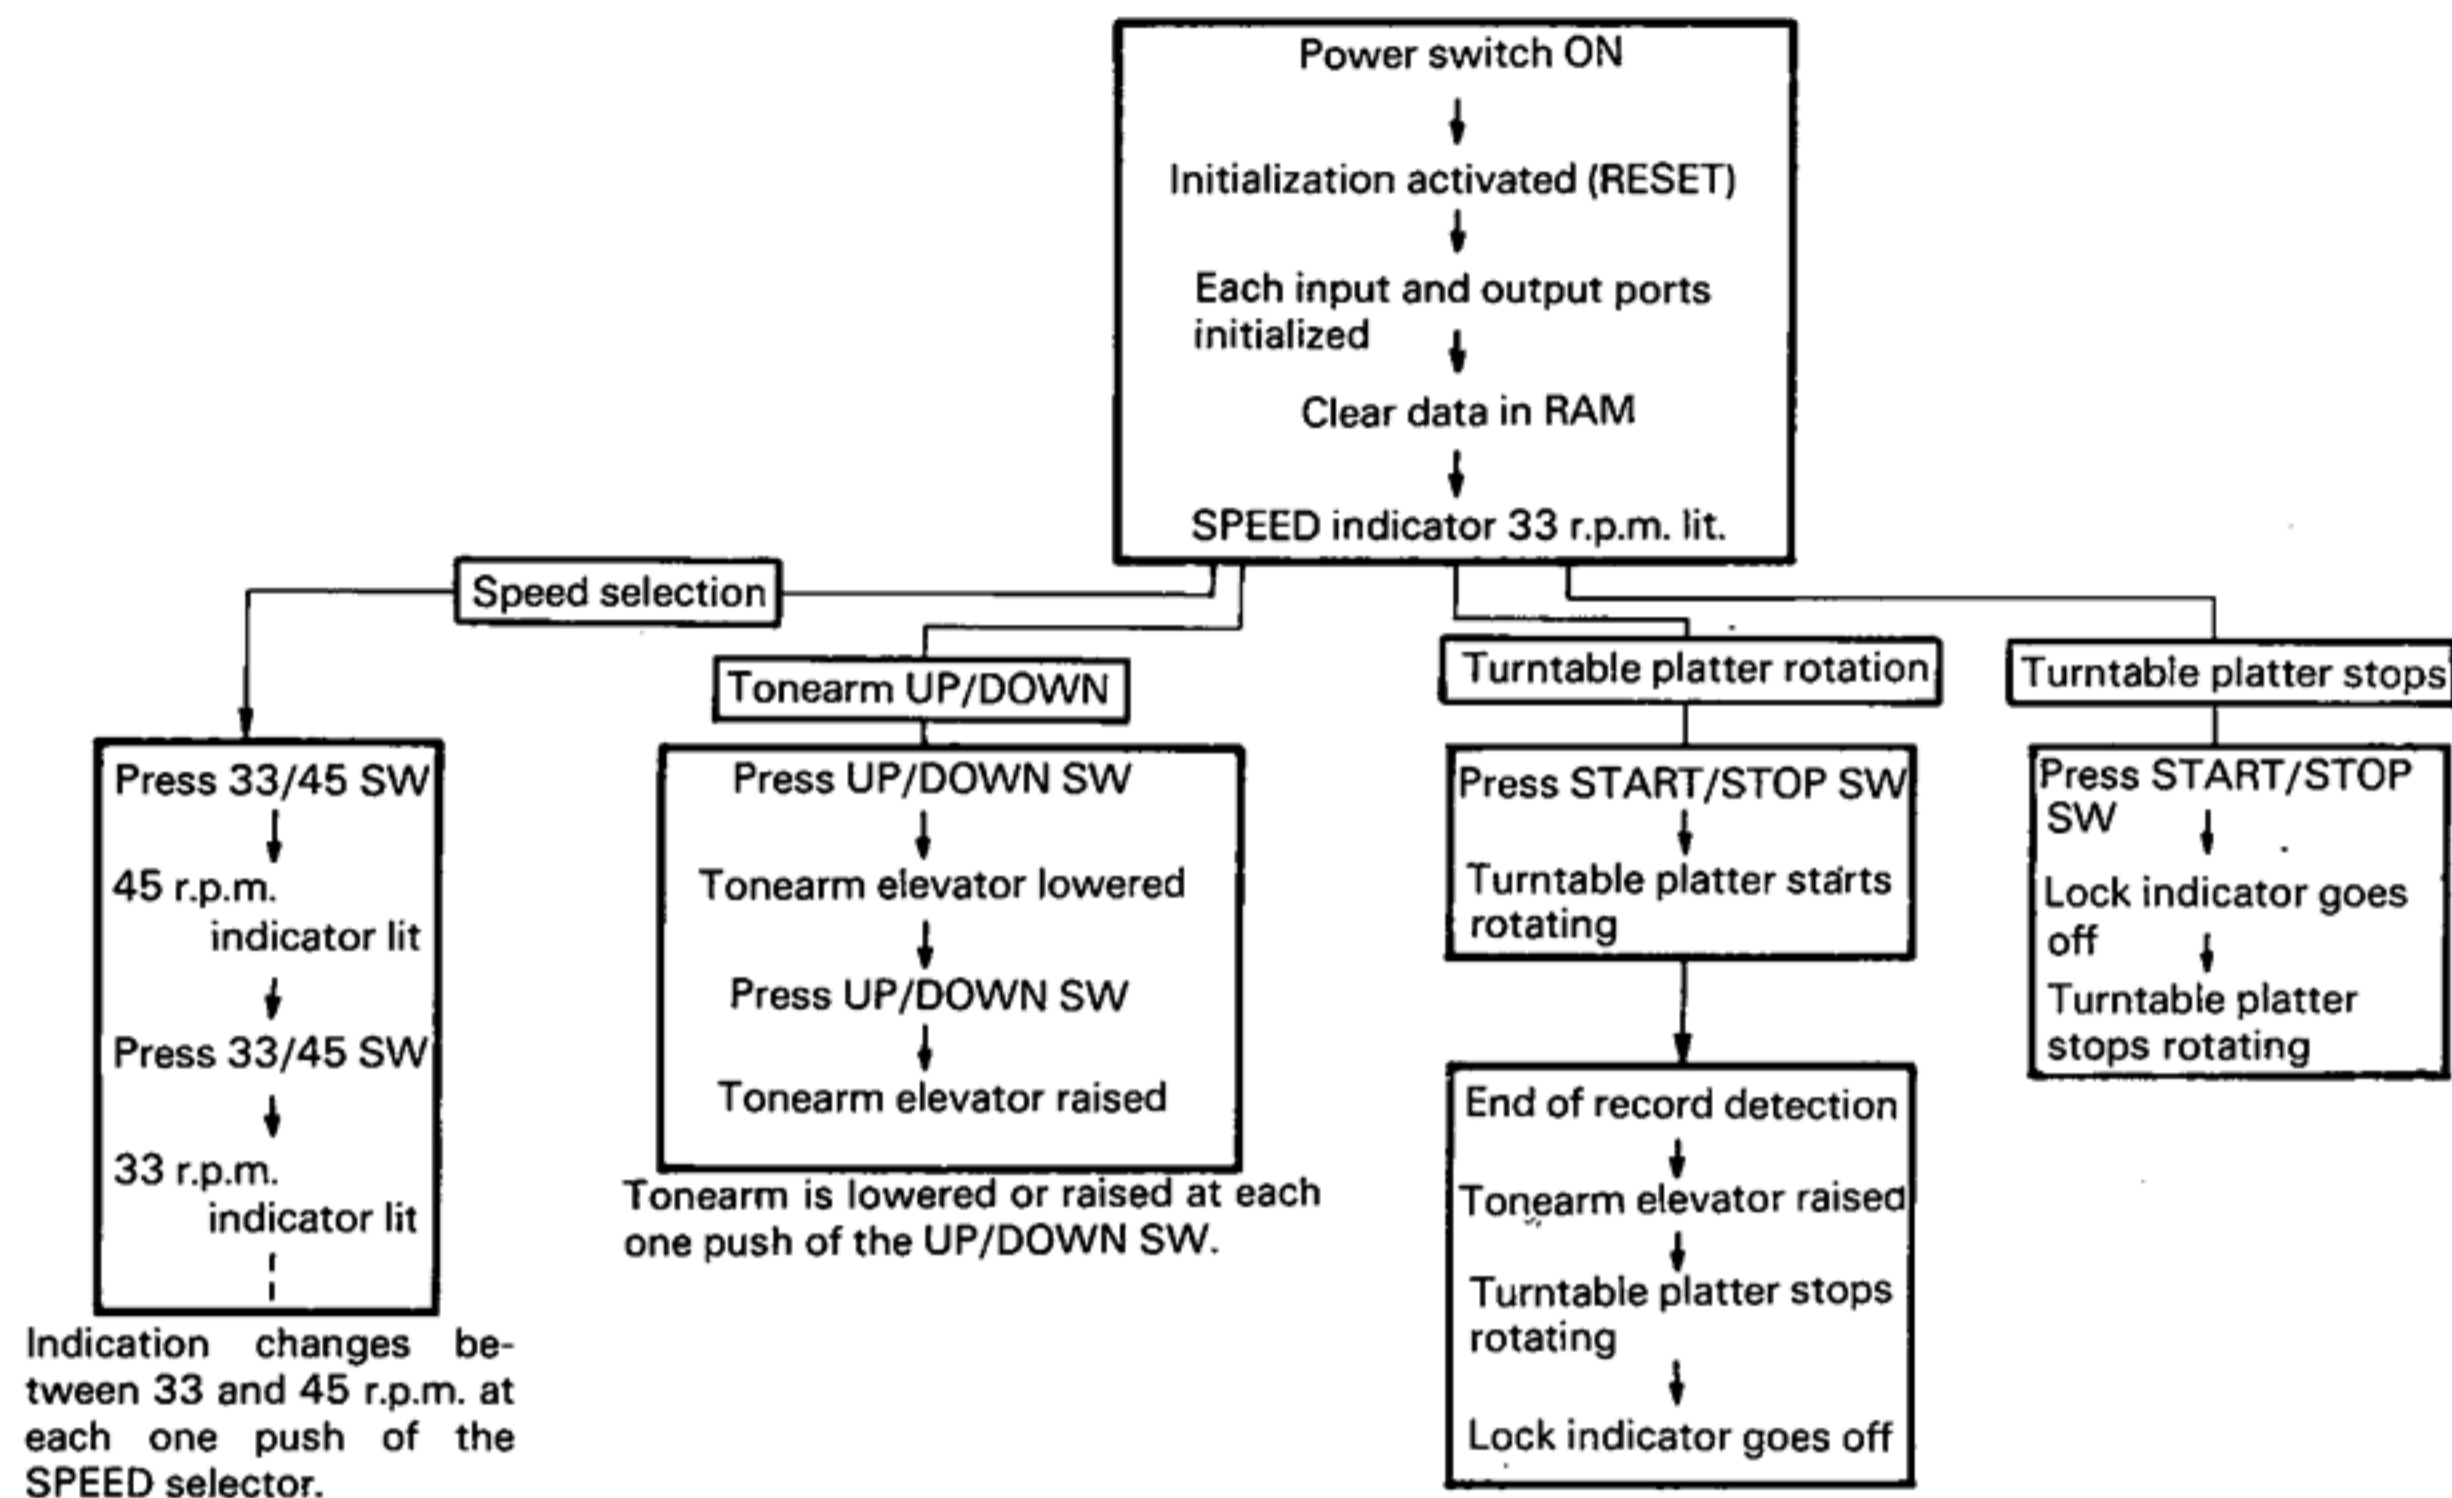 Power switch ON
Initialization activated (RESET)
Each input and output ports
initialized
Clear data in RAM
SPEED indicator 33 r.p.m. lit.
Speed selection
Tonearm UP/DOWN
Turntable platter rotation
Turntable platter stops
Press 33/45 SW
45 r.p.m.
indicator lit
Press 33/45 SW
33 r.p.m.
indicator lit
Indication changes be-
tween 33 and 45 r.p.m. at
each one push of the
SPEED selector.
Press UP/DOWN SW
Tonearm elevator lowered
Press UP/DOWN SW
Tonearm elevator raised
Tonearm is lowered or raised at each
one push of the UP/DOWN SW.
Press START/STOP SW
Turntable platter starts
rotating
End of record detection
Tonearm elevator raised
Turntable platter stops
rotating
Lock indicator goes off
Press START/STOP
SW
Lock indicator goes
off
Turntable platter
stops rotating